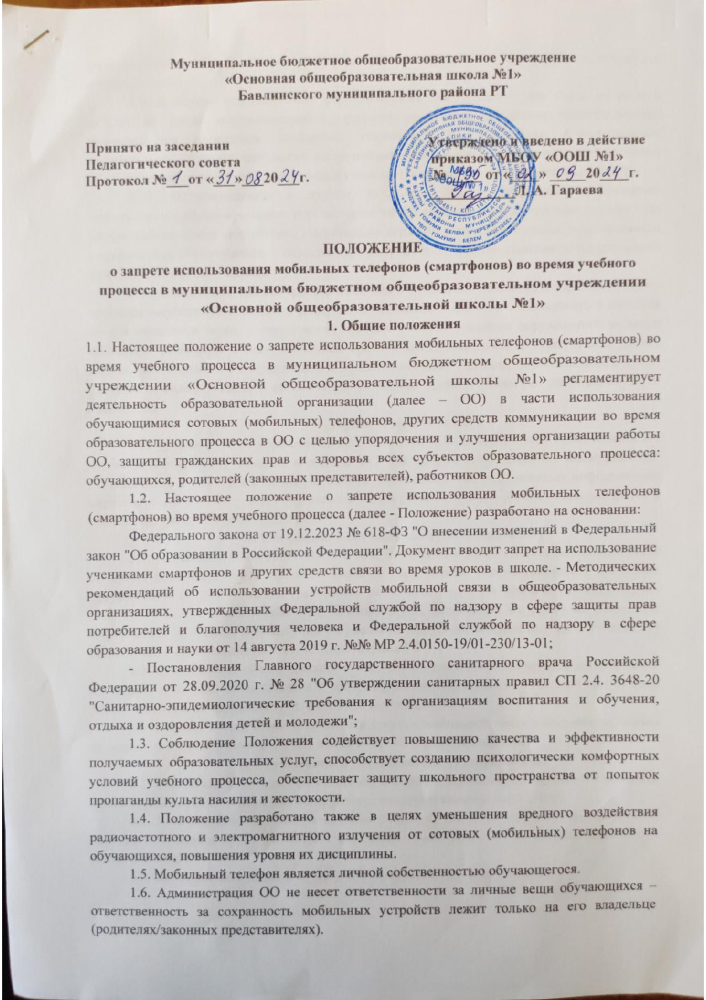 Муниципальное бюджетное общеобразовательное учреждение
«Основная общеобразовательная школа №1»
Бавлинского муниципального района РТ
Принято на заседании
Педагогического совета
Протокол № 1 от «31» 08 2024г.
Утверждено и введено в действие
приказом МБОУ «ООШ №1»
№ от « 02 » 09 2024 г.
Л. А. Гараева
МБОУ
«ООШ № 1»
ПОЛОЖЕНИЕ
о запрете использования мобильных телефонов (смартфонов) во время учебного
процесса в муниципальном бюджетном общеобразовательном учреждении
«Основной общеобразовательной школы №1»
1. Общие положения
1.1. Настоящее положение о запрете использования мобильных телефонов (смартфонов) во
время учебного процесса в муниципальном бюджетном общеобразовательном
учреждении «Основной общеобразовательной школы №1» регламентирует
деятельность образовательной организации (далее – ОО) в части использования
обучающимися сотовых (мобильных) телефонов, других средств коммуникации во время
образовательного процесса в ОО с целью упорядочения и улучшения организации работы
ОО, защиты гражданских прав и здоровья всех субъектов образовательного процесса:
обучающихся, родителей (законных представителей), работников ОО.
1.2. Настоящее положение о запрете использования мобильных телефонов
(смартфонов) во время учебного процесса (далее - Положение) разработано на основании:
Федерального закона от 19.12.2023 № 618-ФЗ "О внесении изменений в Федеральный
закон "Об образовании в Российской Федерации". Документ вводит запрет на использование
учениками смартфонов и других средств связи во время уроков в школе. - Методических
рекомендаций об использовании устройств мобильной связи в общеобразовательных
организациях, утвержденных Федеральной службой по надзору в сфере защиты прав
потребителей и благополучия человека и Федеральной службой по надзору в сфере
образования и науки от 14 августа 2019 г. №№ МР 2.4.0150-19/01-230/13-01;
- Постановления Главного государственного санитарного врача Российской
Федерации от 28.09.2020 г. № 28 "Об утверждении санитарных правил СП 2.4. 3648-20
"Санитарно-эпидемиологические требования к организациям воспитания и обучения,
отдыха и оздоровления детей и молодежи";
1.3. Соблюдение Положения содействует повышению качества и эффективности
получаемых образовательных услуг, способствует созданию психологически комфортных
условий учебного процесса, обеспечивает защиту школьного пространства от попыток
пропаганды культа насилия и жестокости.
1.4. Положение разработано также в целях уменьшения вредного воздействия
радиочастотного и электромагнитного излучения от сотовых (мобильных) телефонов на
обучающихся, повышения уровня их дисциплины.
1.5. Мобильный телефон является личной собственностью обучающегося.
1.6. Администрация ОО не несет ответственности за личные вещи обучающихся –
ответственность за сохранность мобильных устройств лежит только на его владельце
(родителях/законных представителях).